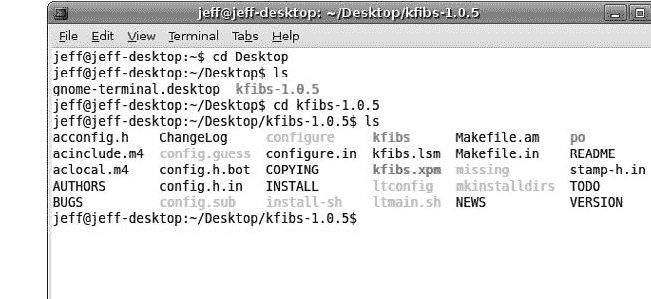 jeff@jeff-desktop: ~/Desktop/kfibs-1.0.5
File Edit View Terminal Tabs Help
jeff@jeff-desktop:~$ cd Desktop
jeff@jeff-desktop:~/Desktop$ ls
gnome-terminal.desktop kfibs-1.0.5
jeff@jeff-desktop:~/Desktop$ cd kfibs-1.0.5
jeff@jeff-desktop:~/Desktop/kfibs-1.0.5$ ls
acconfig.h ChangeLog configure kfibs Makefile.am po
acinclude.m4 config.guess configure.in kfibs.lsm Makefile.in README
aclocal.m4 config.h.bot COPYING kfibs.xpm missing stamp-h.in
AUTHORS config.h.in INSTALL ltconfig mkinstalldirs TODO
BUGS config.sub install-sh ltmain.sh NEWS VERSION
jeff@jeff-desktop:~/Desktop/kfibs-1.0.5$